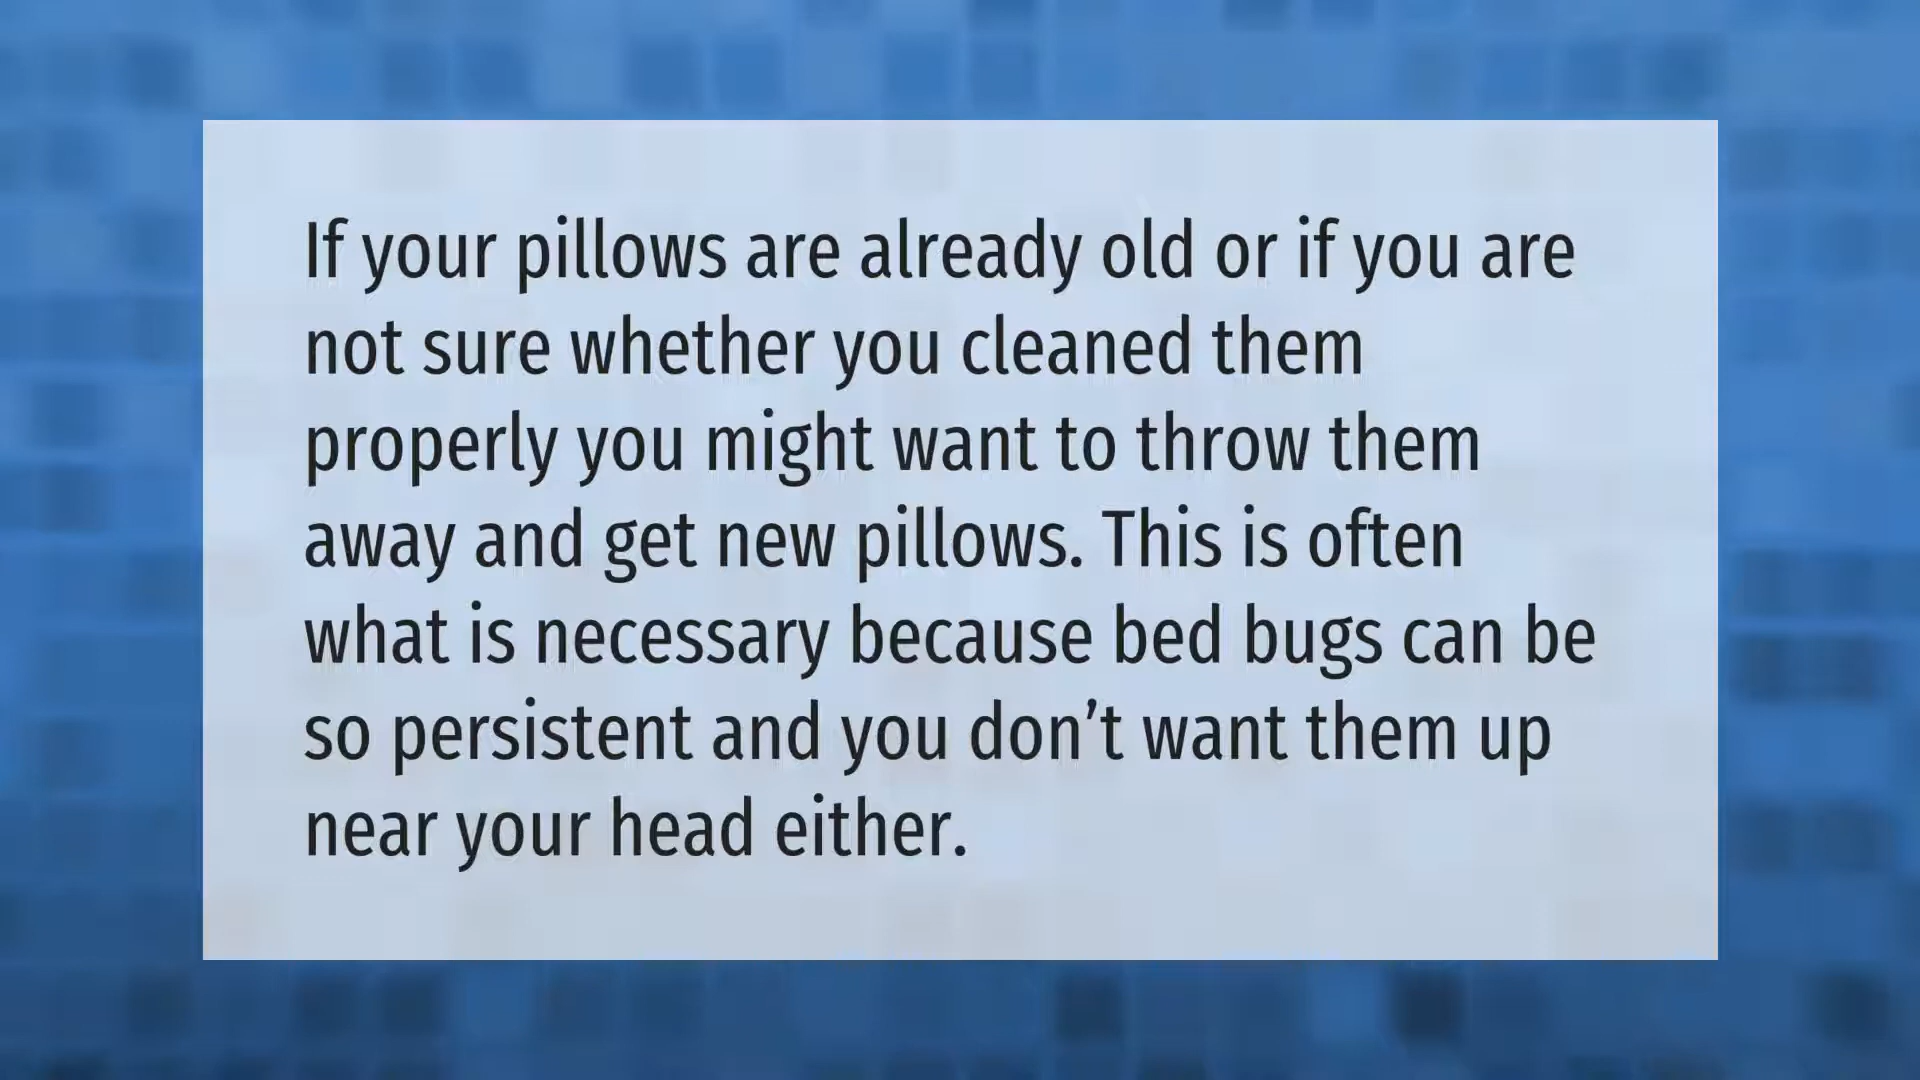 If your pillows are already old or if you are
not sure whether you cleaned them
properly you might want to throw them
away and get new pillows. This is often
what is necessary because bed bugs can be
so persistent and you don’t want them up
near your head either.